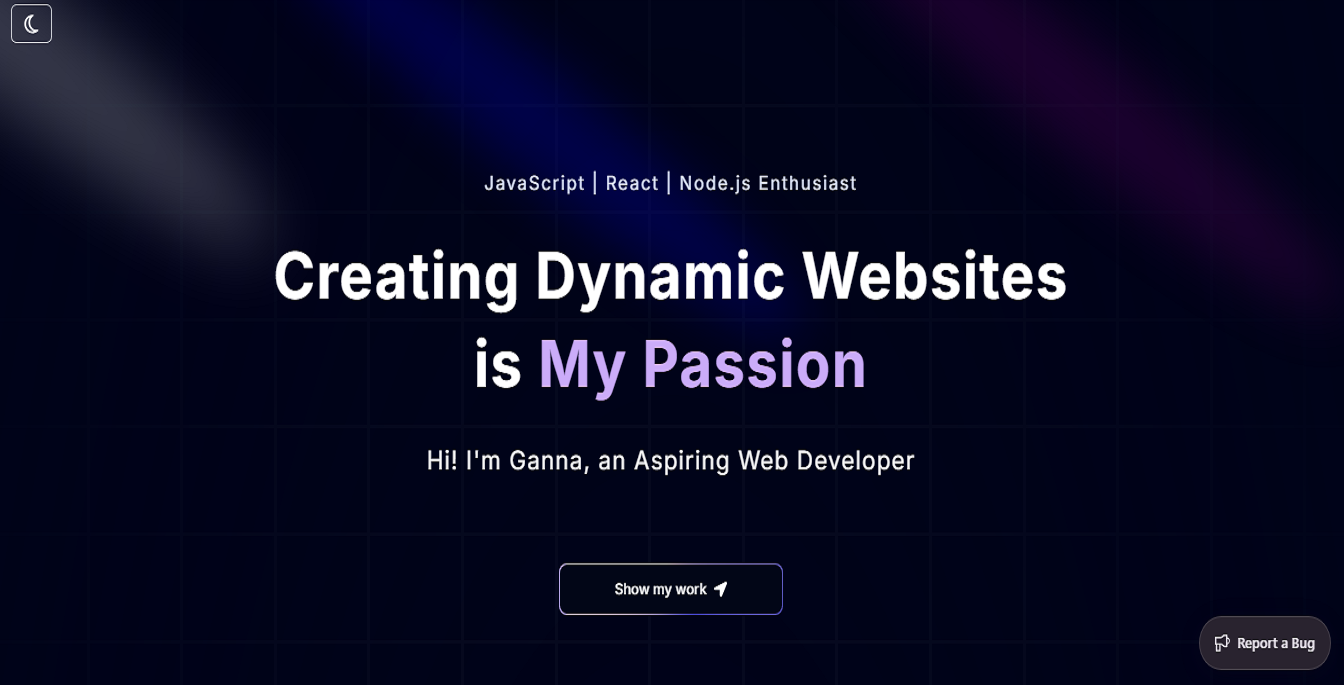 JavaScript | React | Node.js Enthusiast
Creating Dynamic Websites
is My Passion
Hi! I'm Ganna, an Aspiring Web Developer
Show my work
Report a Bug